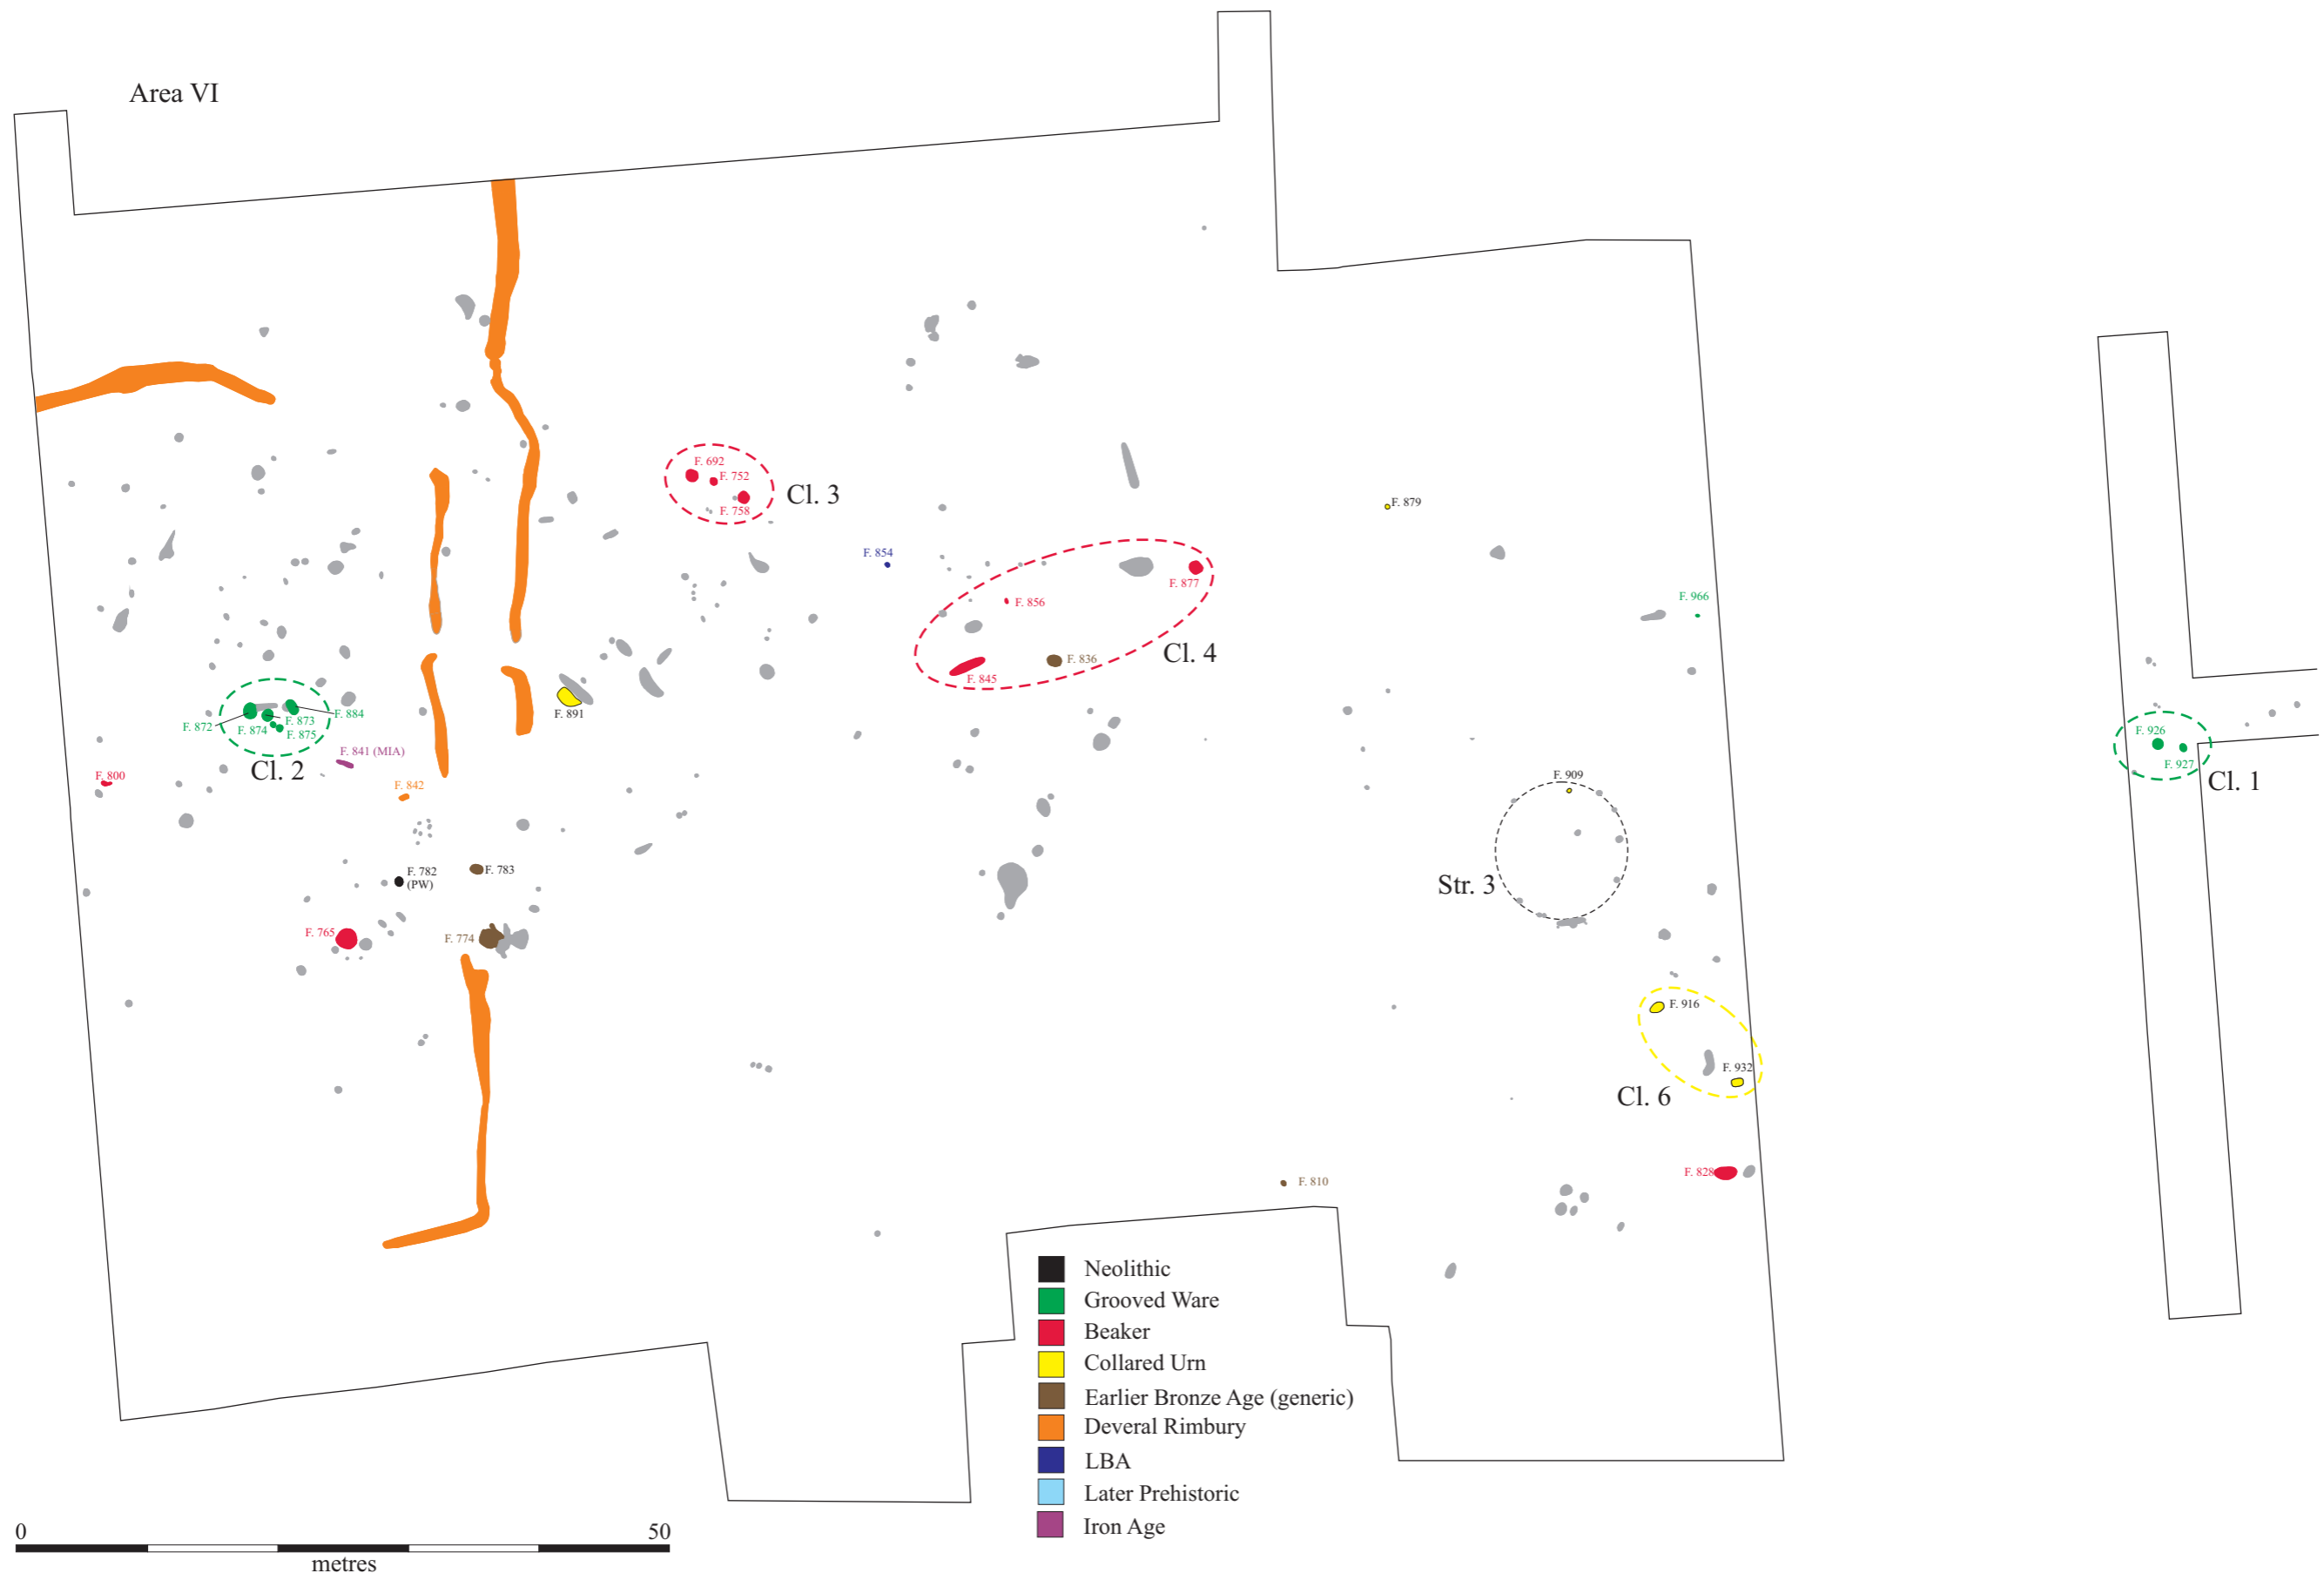 Area VI
F. 692
F. 752
F. 758
Cl. 3
F. 879
F. 854
F. 877
F. 856
F. 966
Cl. 4
F. 836
F. 845
F. 891
F. 884
F. 872
F. 873
F. 874
F. 875
F. 841 (MIA)
Cl. 2
F. 800
F. 842
F. 926
F. 927
Cl. 1
F. 909
Str. 3
F. 782
(PW)
F. 783
F. 765
F. 774
F. 916
F. 932
Cl. 6
F. 828
F. 810
Neolithic
Grooved Ware
Beaker
Collared Urn
Earlier Bronze Age (generic)
Deveral Rimbury
LBA
Later Prehistoric
Iron Age
0 50
metres